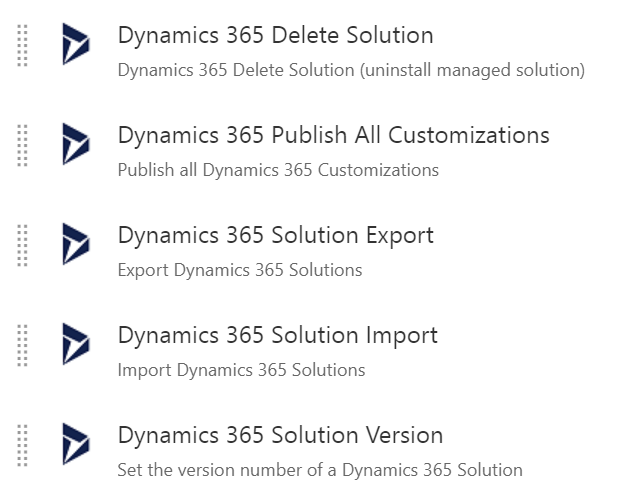 Dynamics 365 Delete Solution
Dynamics 365 Delete Solution (uninstall managed solution)
Dynamics 365 Publish All Customizations
Publish all Dynamics 365 Customizations
Dynamics 365 Solution Export
Export Dynamics 365 Solutions
Dynamics 365 Solution Import
Import Dynamics 365 Solutions
Dynamics 365 Solution Version
Set the version number of a Dynamics 365 Solution